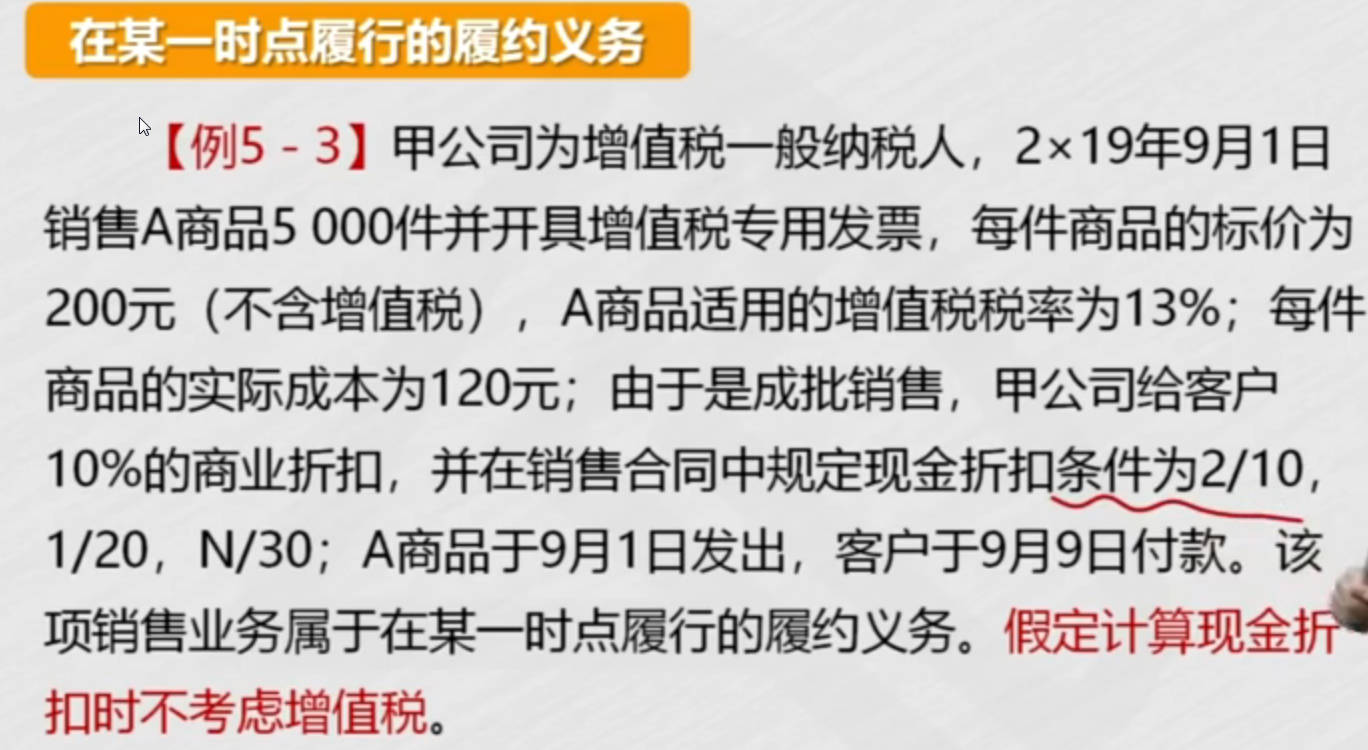 在某一时点履行的履约义务
【例5－3】甲公司为增值税一般纳税人，2×19年9月1日
销售A商品5 000件并开具增值税专用发票，每件商品的标价为
200元（不含增值税），A商品适用的增值税税率为13%；每件
商品的实际成本为120元；由于是成批销售，甲公司给客户
10%的商业折扣，并在销售合同中规定现金折扣条件为2/10，
1/20，N/30；A商品于9月1日发出，客户于9月9日付款。该
项销售业务属于在某一时点履行的履约义务。假定计算现金折
扣时不考虑增值税。